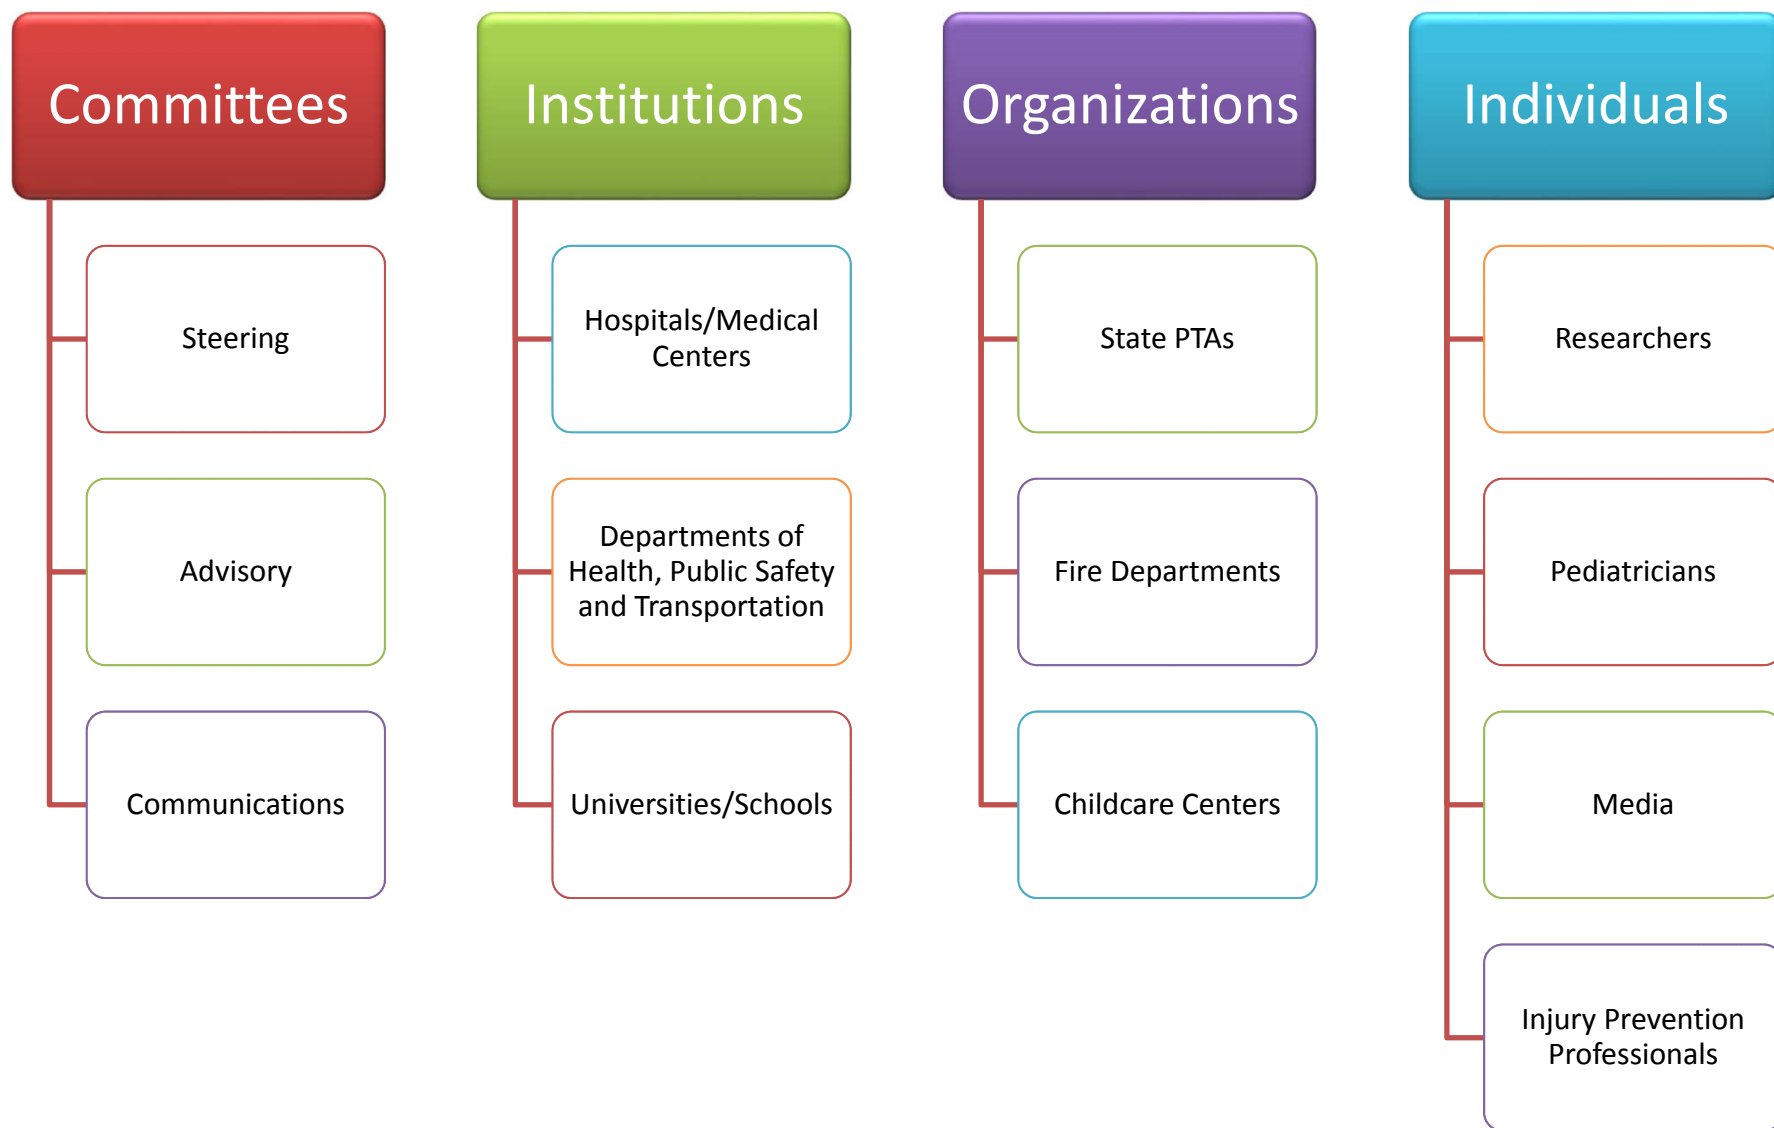 Committees
Steering
Advisory
Communications
Institutions
Hospitals/Medical
Centers
Departments of
Health, Public Safety
and Transportation
Universities/Schools
Organizations
State PTAs
Fire Departments
Childcare Centers
Individuals
Researchers
Pediatricians
Media
Injury Prevention
Professionals